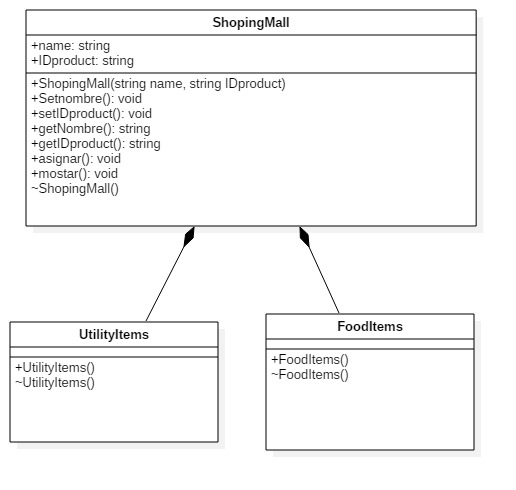 ShopingMall
+name: string
+IDproduct: string
+ShopingMall(string name, string IDproduct)
+Setnombre(): void
+setIDproduct(): void
+getNombre(): string
+getIDproduct(): string
+asignar(): void
+mostar(): void
~ShopingMall()
UtilityItems
+UtilityItems()
~UtilityItems()
FoodItems
+FoodItems()
~FoodItems()